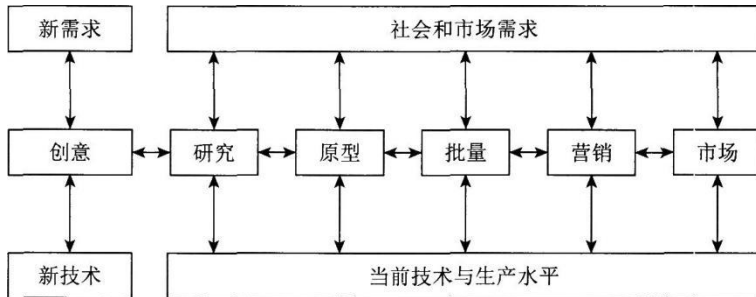 新需求
社会和市场需求
创意
研究
原型
批量
营销
市场
新技术
当前技术与生产水平